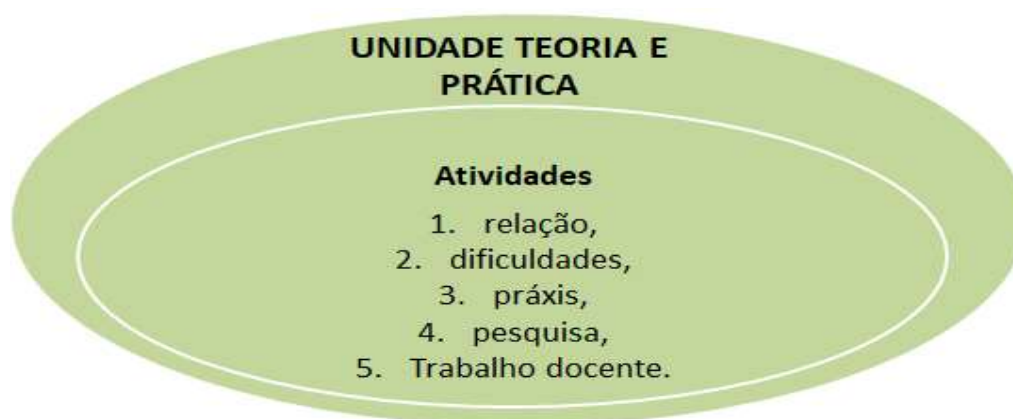 UNIDADE TEORIA E
PRÁTICA
Atividades
1. relação,
2. dificuldades,
3. práxis,
4. pesquisa,
5. Trabalho docente.